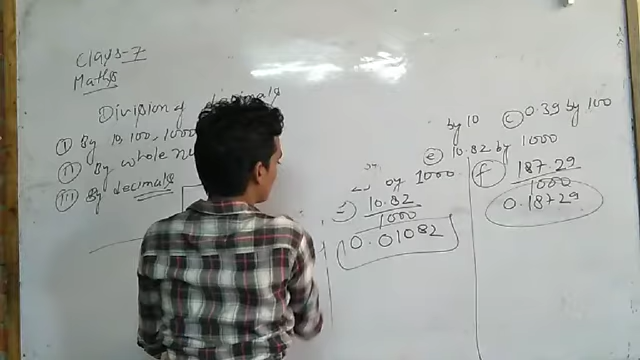 Class-7
Maths
Division of decimals
(I) By 10, 100, 1000
(II) By whole nu
(III) By decimals
by 10
(c) 0.39 by 100
(e) 10.82 by 1000
by 1000
10.82
1000
0.01082
(f) 187.29
1000
0.18729